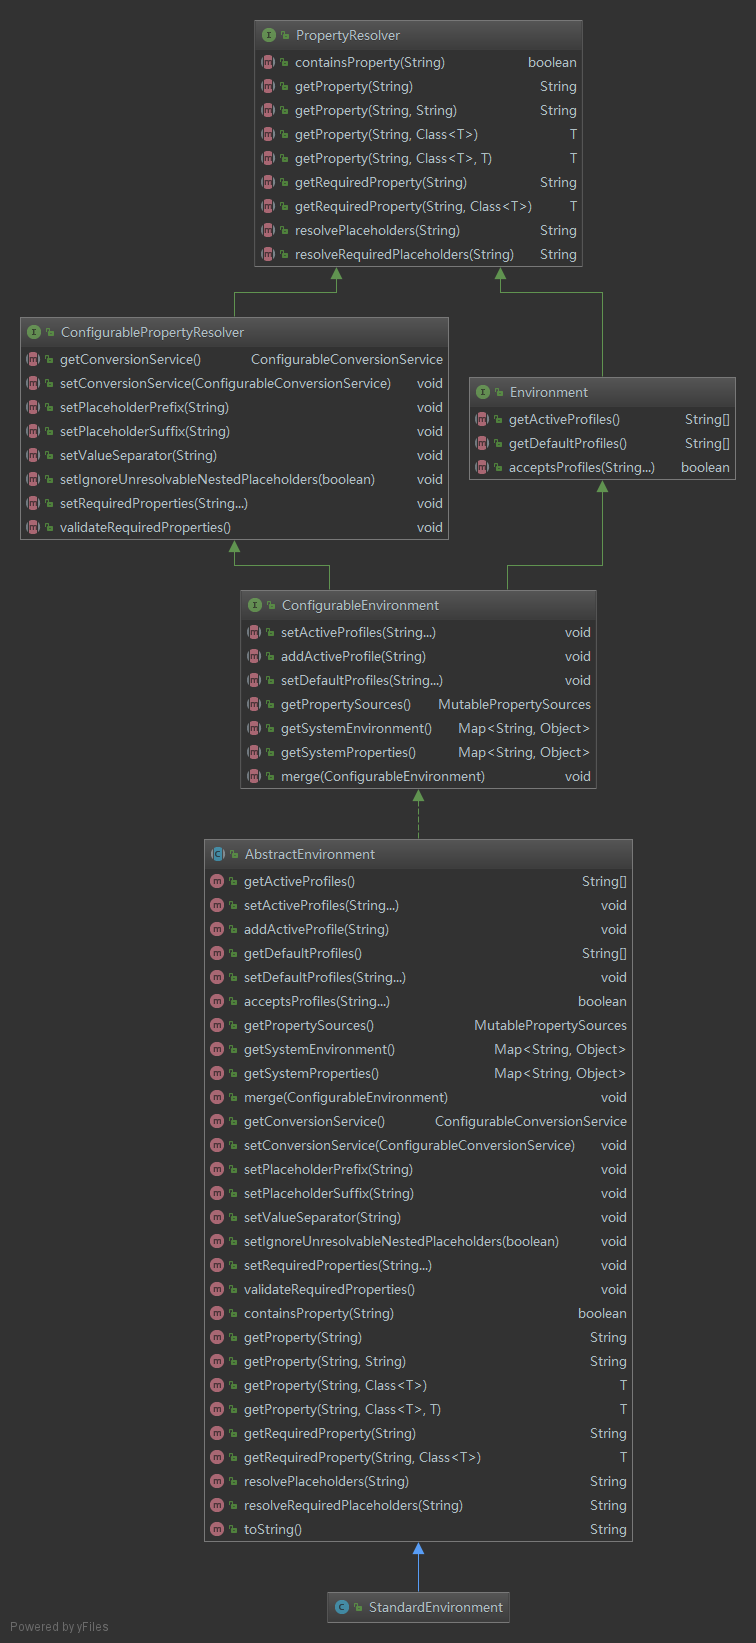 PropertyResolver
containsProperty(String) boolean
getProperty(String) String
getProperty(String, String) String
getProperty(String, Class<T>) T
getProperty(String, Class<T>, T) T
getRequiredProperty(String) String
getRequiredProperty(String, Class<T>) T
resolvePlaceholders(String) String
resolveRequiredPlaceholders(String) String
ConfigurablePropertyResolver
getConversionService() ConfigurableConversionService
setConversionService(ConfigurableConversionService) void
setPlaceholderPrefix(String) void
setPlaceholderSuffix(String) void
setValueSeparator(String) void
setIgnoreUnresolvableNestedPlaceholders(boolean) void
setRequiredProperties(String...) void
validateRequiredProperties() void
Environment
getActiveProfiles() String[]
getDefaultProfiles() String[]
acceptsProfiles(String...) boolean
ConfigurableEnvironment
setActiveProfiles(String...) void
addActiveProfile(String) void
setDefaultProfiles(String...) void
getPropertySources() MutablePropertySources
getSystemEnvironment() Map<String, Object>
getSystemProperties() Map<String, Object>
merge(ConfigurableEnvironment) void
AbstractEnvironment
getActiveProfiles() String[]
setActiveProfiles(String...) void
addActiveProfile(String) void
getDefaultProfiles() String[]
setDefaultProfiles(String...) void
acceptsProfiles(String...) boolean
getPropertySources() MutablePropertySources
getSystemEnvironment() Map<String, Object>
getSystemProperties() Map<String, Object>
merge(ConfigurableEnvironment) void
getConversionService() ConfigurableConversionService
setConversionService(ConfigurableConversionService) void
setPlaceholderPrefix(String) void
setPlaceholderSuffix(String) void
setValueSeparator(String) void
setIgnoreUnresolvableNestedPlaceholders(boolean) void
setRequiredProperties(String...) void
validateRequiredProperties() void
containsProperty(String) boolean
getProperty(String) String
getProperty(String, String) String
getProperty(String, Class<T>) T
getProperty(String, Class<T>, T) T
getRequiredProperty(String) String
getRequiredProperty(String, Class<T>) T
resolvePlaceholders(String) String
resolveRequiredPlaceholders(String) String
toString() String
StandardEnvironment
Powered by yFiles